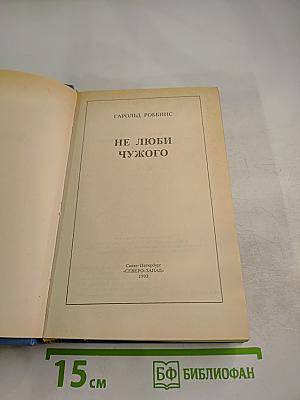 ГАРОЛЬД РОББИНС
НЕ ЛЮБИ
ЧУЖОГО
Санкт-Петербург
«СЕВЕРО-ЗАПАД»
1993
15 см
БФ БИБЛИОФАН